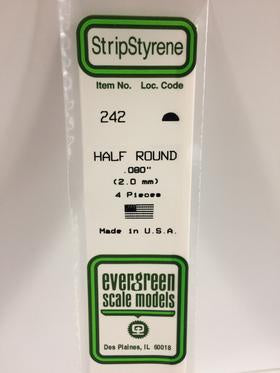 StripStyrene
Item No. Loc. Code
242
HALF ROUND
.080"
(2.0 mm)
4 Pieces
Made in U.S.A.
evergreen
scale models
Des Plaines, IL 60018